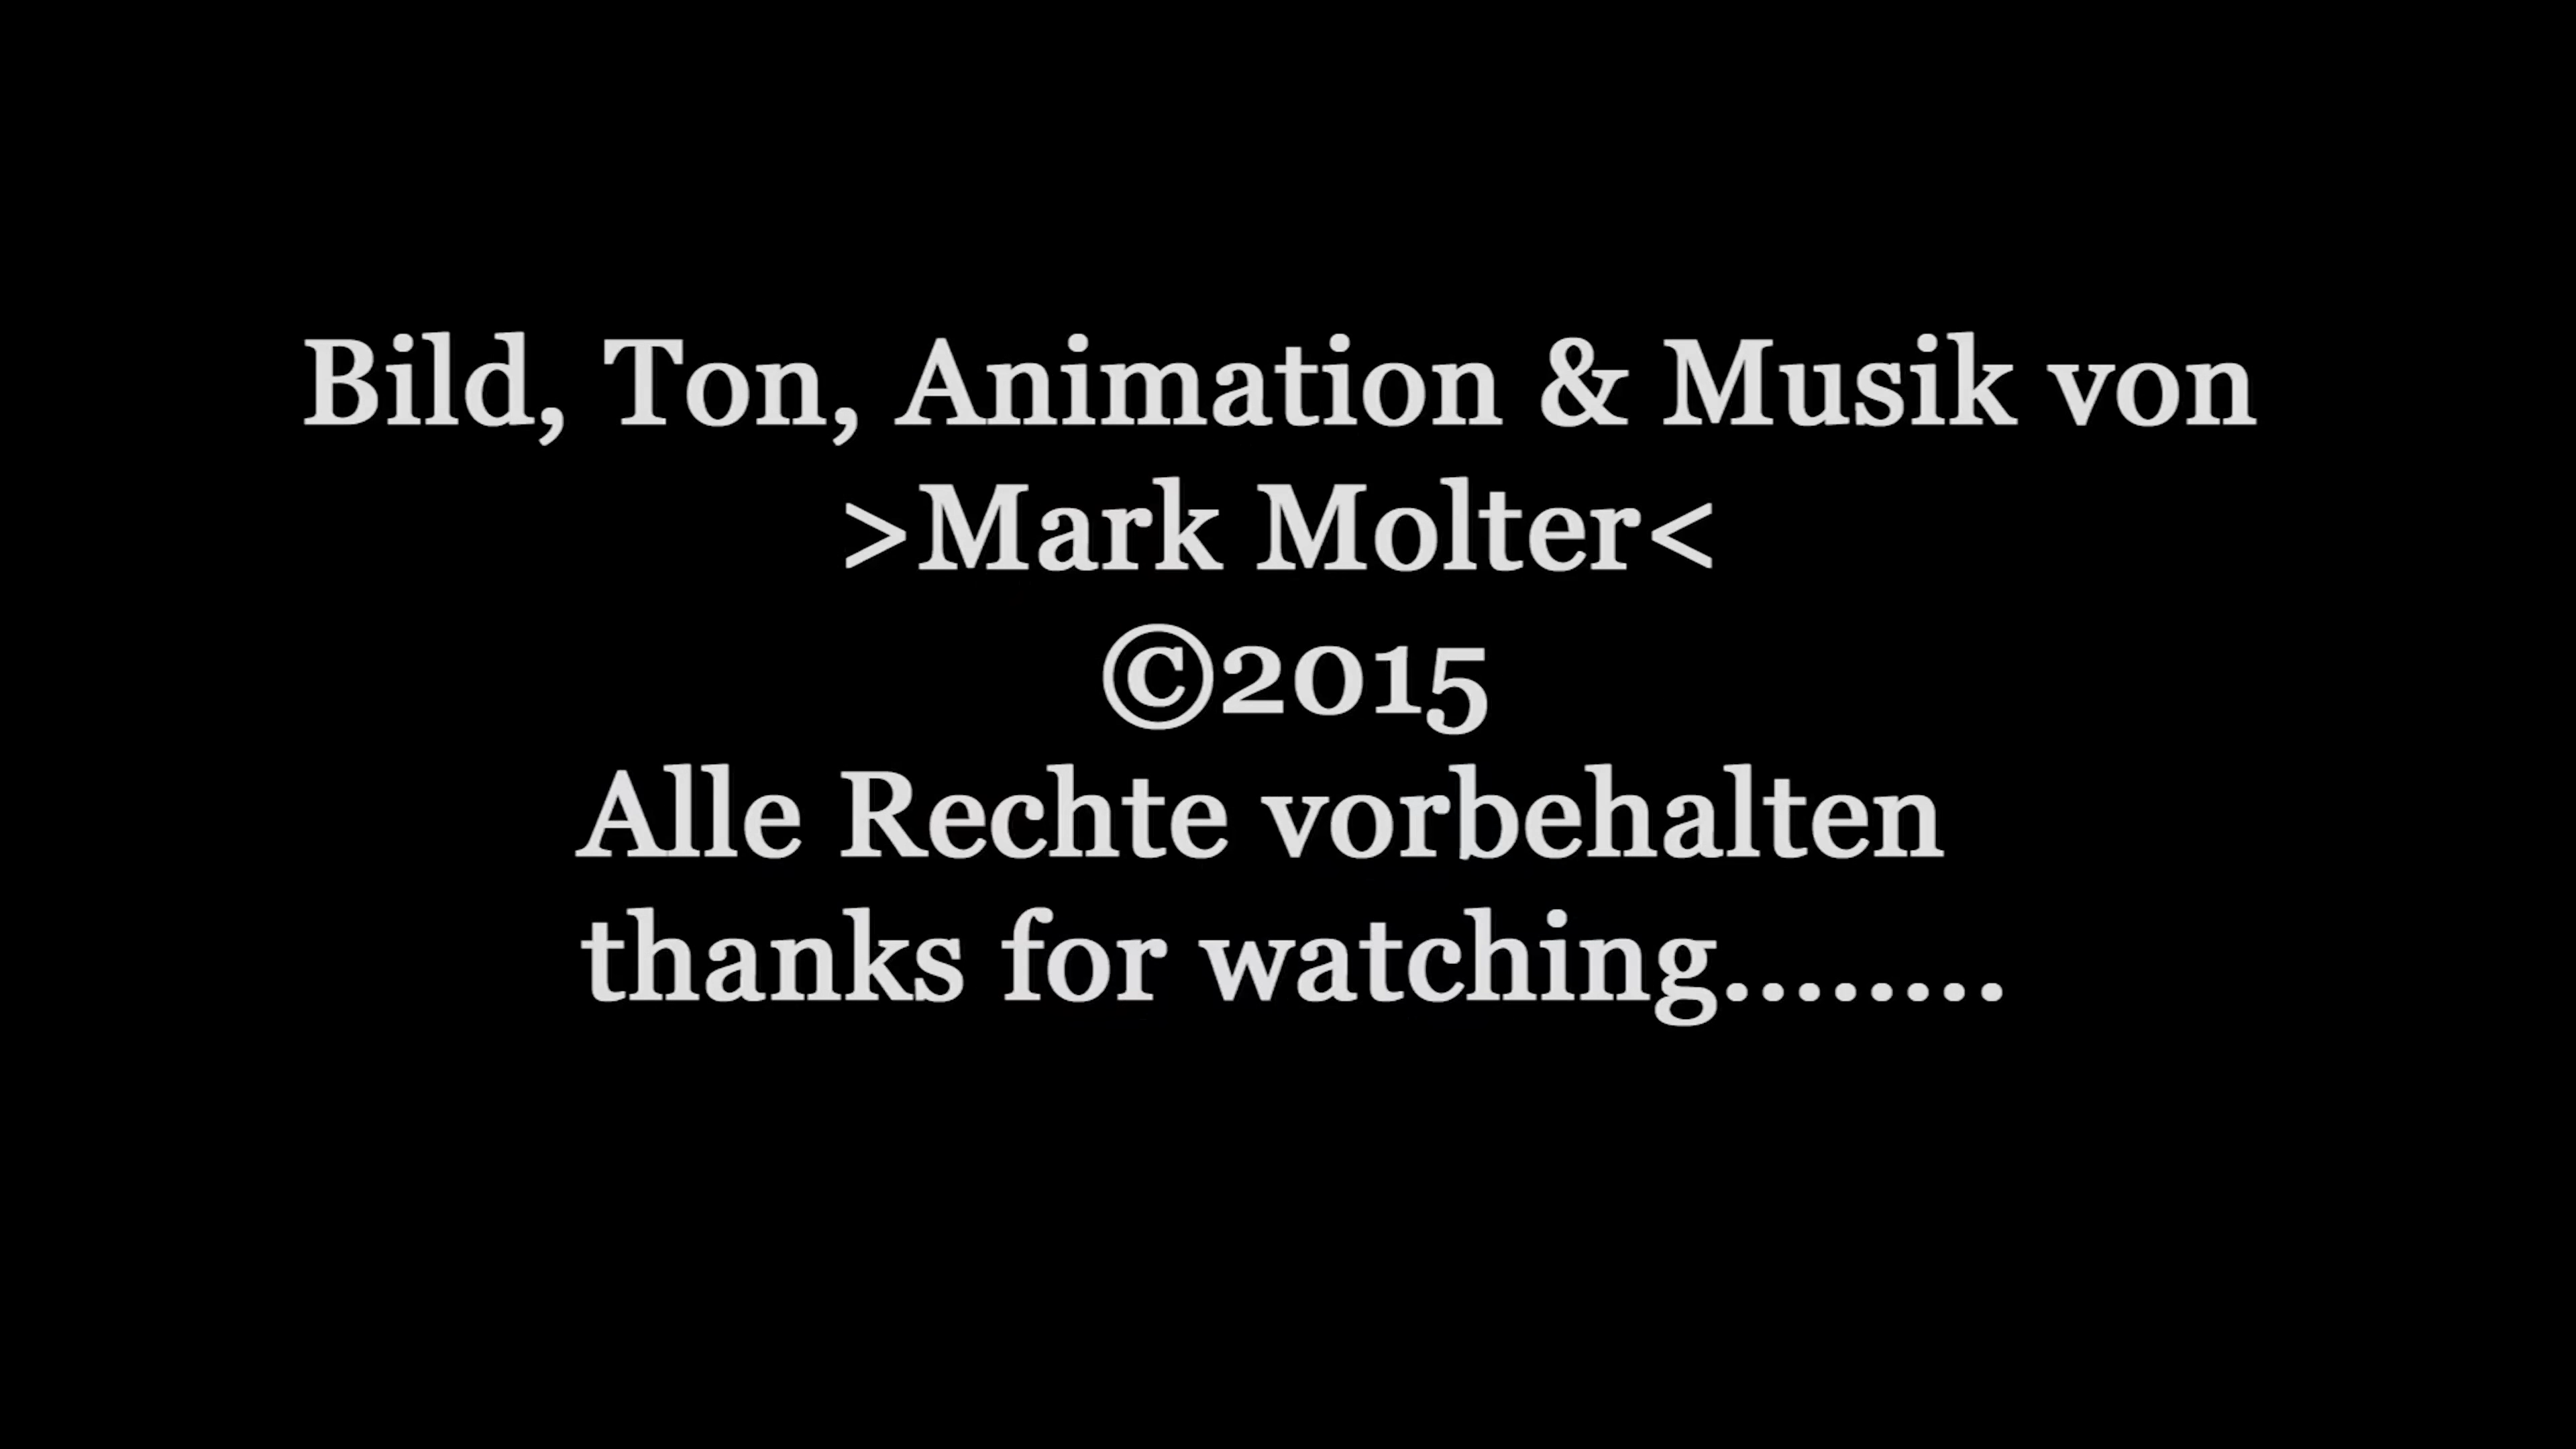 Bild, Ton, Animation & Musik von
>Mark Molter<
©2015
Alle Rechte vorbehalten
thanks for watching........